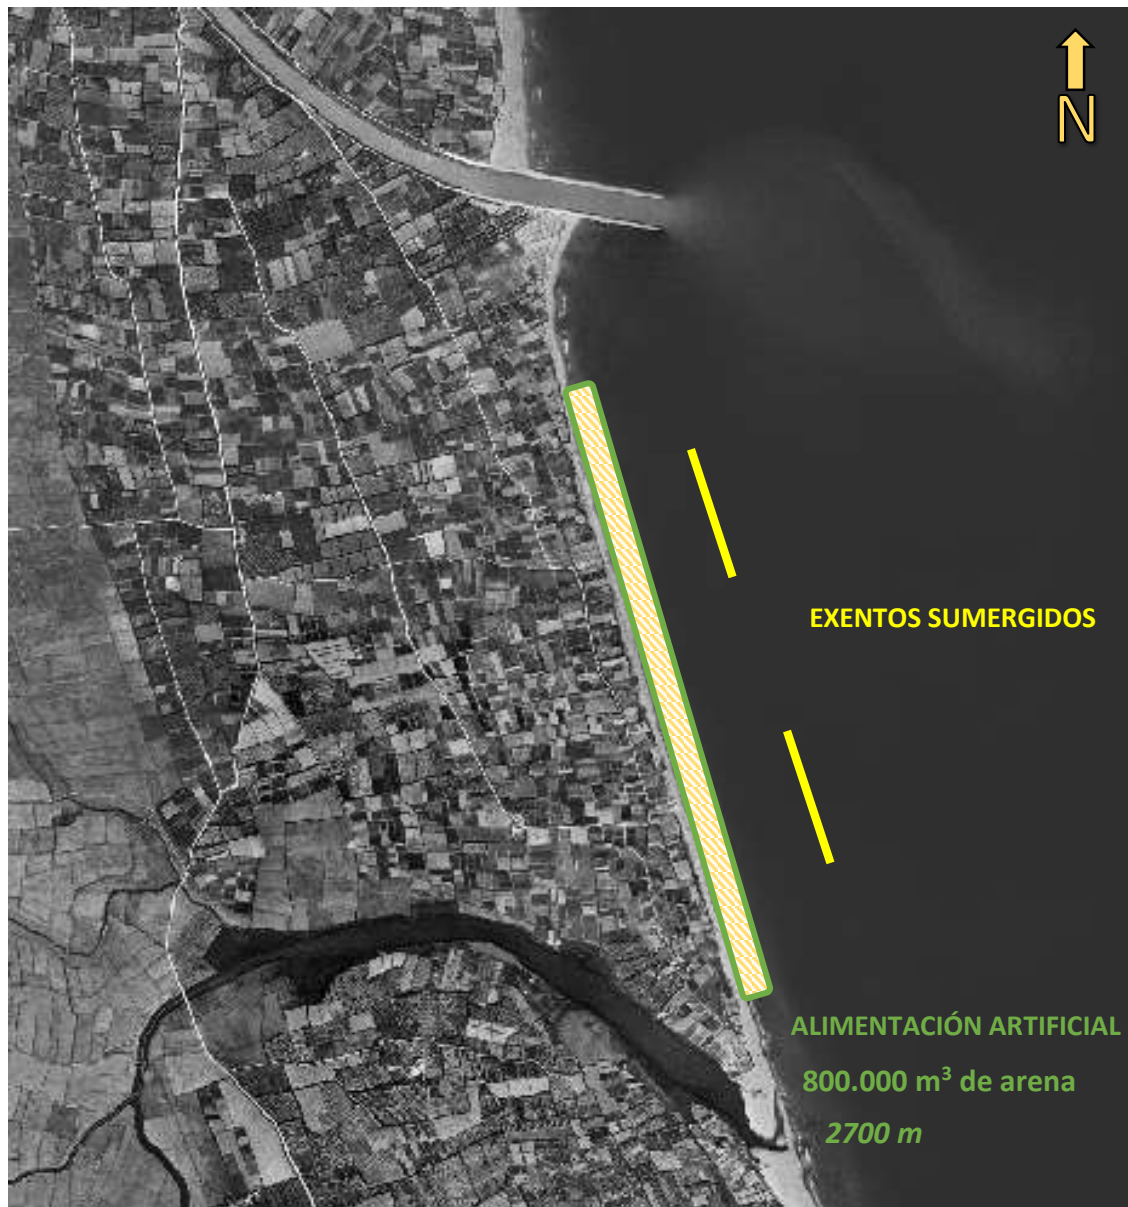 N
EXENTOS SUMERGIDOS
ALIMENTACIÓN ARTIFICIAL
800.000 m³ de arena
2700 m